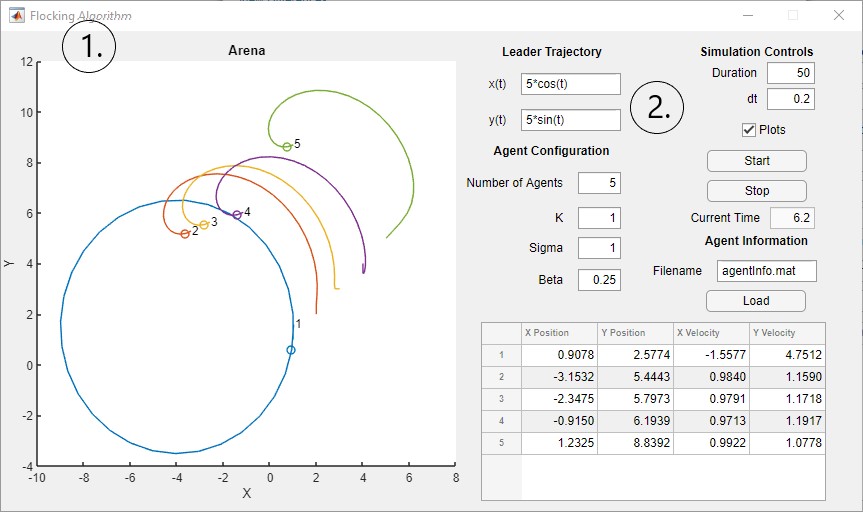 Flocking Algorithm
1.
Arena
12
10
8
6
4
2
0
-2
-4
Y
-10 -8 -6 -4 -2 0 2 4 6 8
X
5
4
3
2
1
Leader Trajectory
x(t) 5*cos(t)
y(t) 5*sin(t)
2.
Agent Configuration
Number of Agents 5
K 1
Sigma 1
Beta 0.25
Simulation Controls
Duration 50
dt 0.2
Plots
Start
Stop
Current Time 6.2
Agent Information
Filename agentInfo.mat
Load
X Position Y Position X Velocity Y Velocity
1 0.9078 2.5774 -1.5577 4.7512
2 -3.1532 5.4443 0.9840 1.1590
3 -2.3475 5.7973 0.9791 1.1718
4 -0.9150 6.1939 0.9713 1.1917
5 1.2325 8.8392 0.9922 1.0778